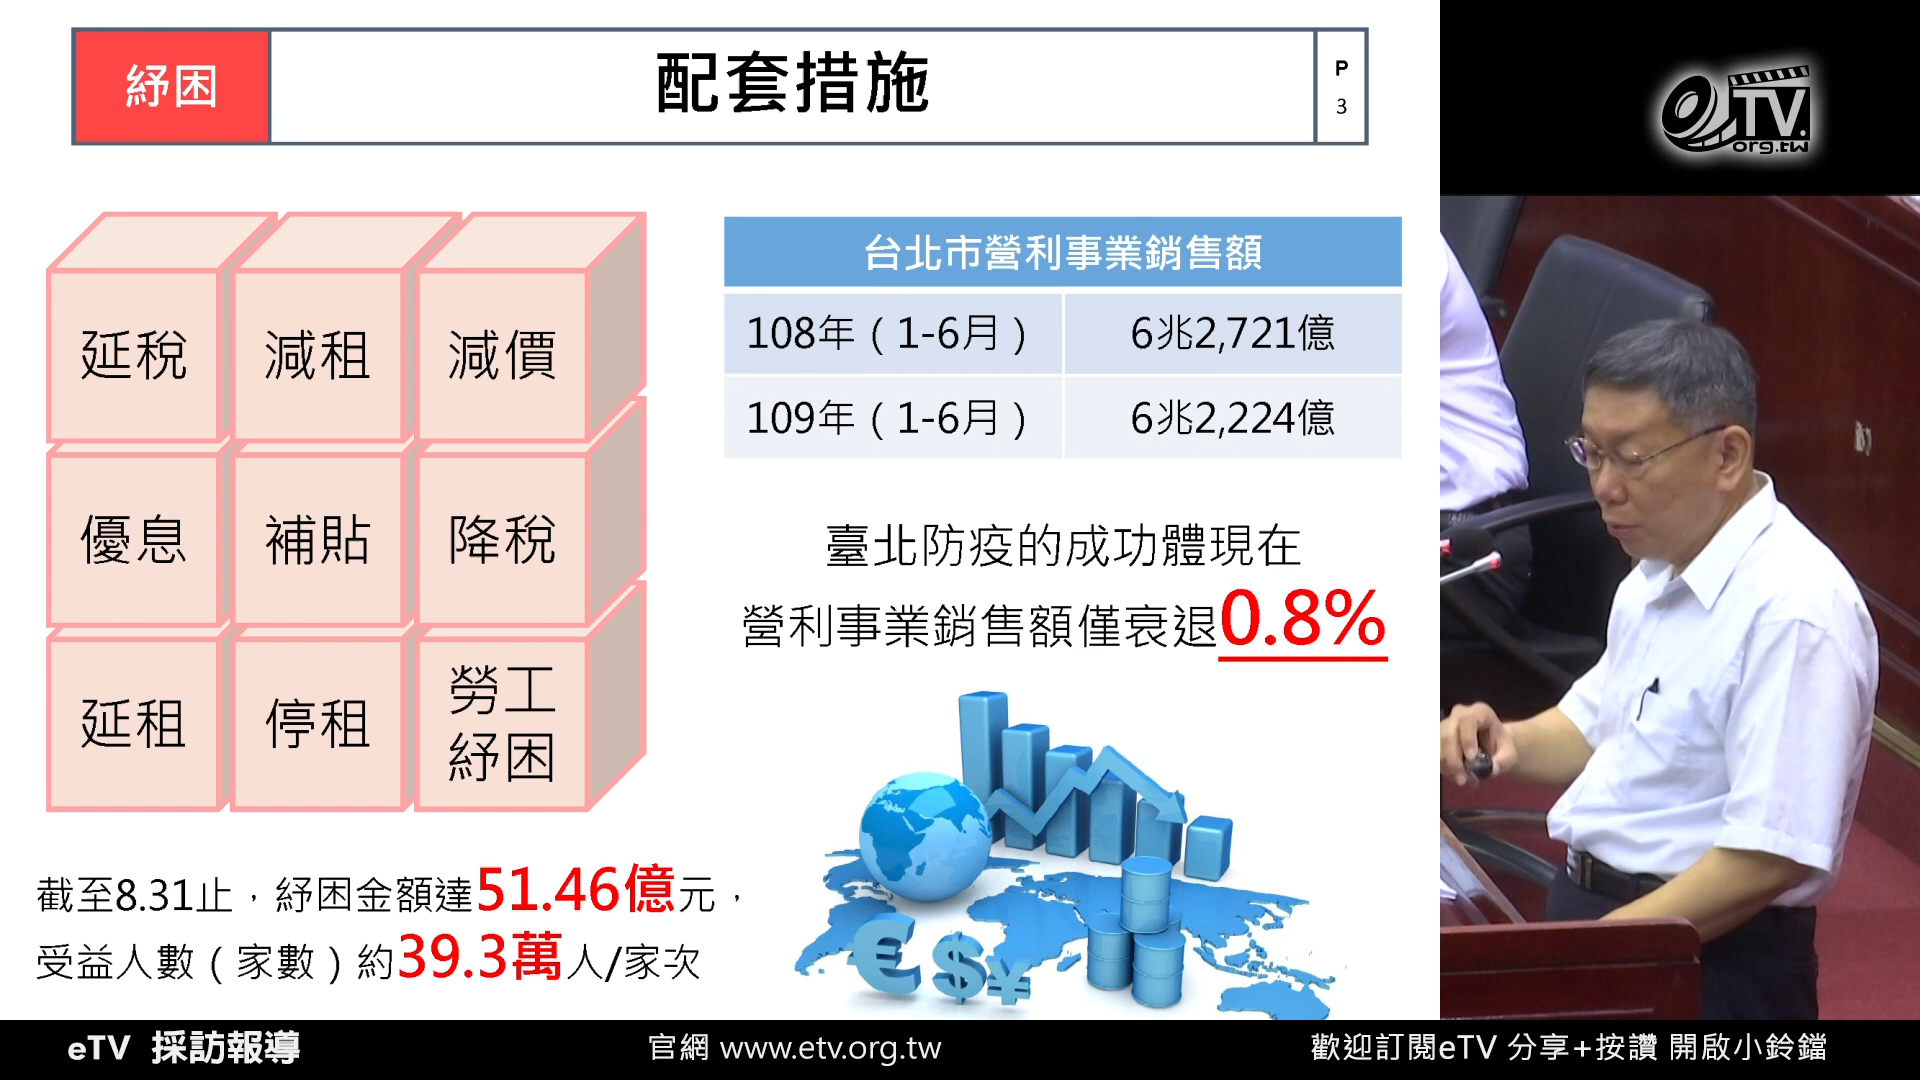 紓困
配套措施
P
3
延稅
減租
減價
優息
補貼
降稅
延租
停租
勞工
紓困
台北市營利事業銷售額
108年（1-6月） 6兆2,721億
109年（1-6月） 6兆2,224億
臺北防疫的成功體現在
營利事業銷售額僅衰退0.8%
截至8.31止，紓困金額達51.46億元，
受益人數（家數）約39.3萬人/家次
€ $ ¥
eTV.
org.tw
eTV 採訪報導
官網 www.etv.org.tw
歡迎訂閱eTV 分享+按讚 開啟小鈴鐺